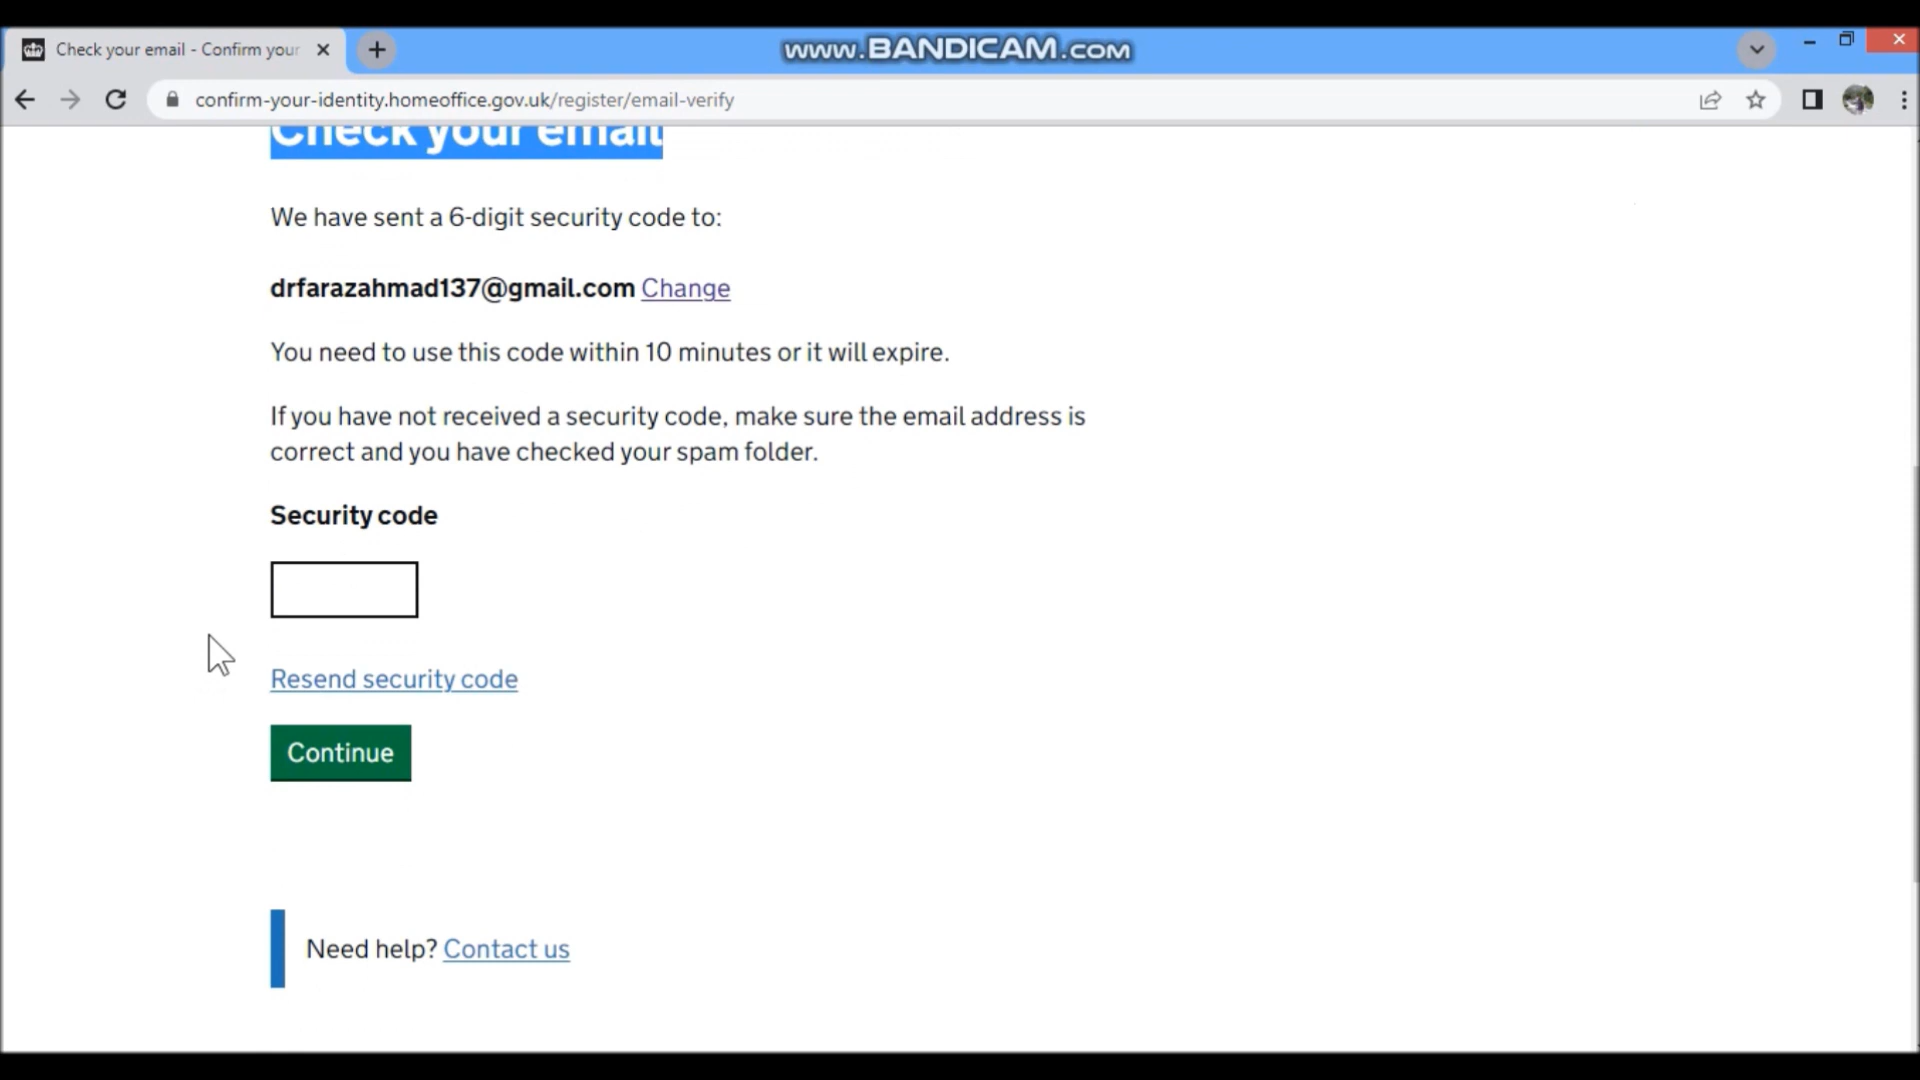 Check your email - Confirm your
www.BANDICAM.com
confirm-your-identity.homeoffice.gov.uk/register/email-verify
Check your email
We have sent a 6-digit security code to:
drfarazahmad137@gmail.com Change
You need to use this code within 10 minutes or it will expire.
If you have not received a security code, make sure the email address is
correct and you have checked your spam folder.
Security code
Resend security code
Continue
Need help? Contact us